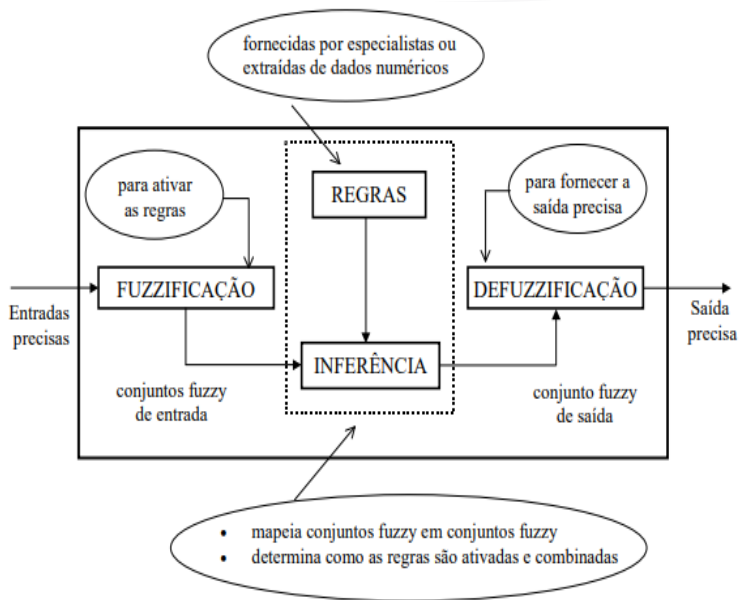 fornecidas por especialistas ou
extraídas de dados numéricos
para ativar
as regras
REGRAS
para fornecer a
saída precisa
Entradas
precisas
FUZZIFICAÇÃO
DEFUZZIFICAÇÃO
Saída
precisa
INFERÊNCIA
conjuntos fuzzy
de entrada
conjunto fuzzy
de saída
• mapeia conjuntos fuzzy em conjuntos fuzzy
• determina como as regras são ativadas e combinadas